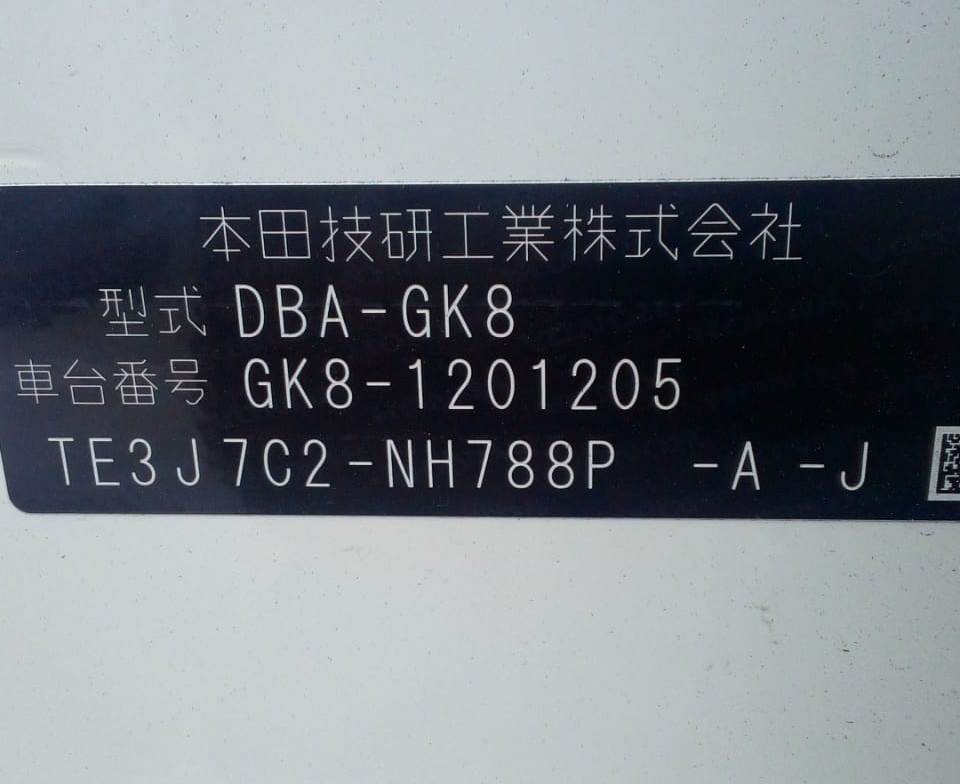 本田技研工業株式会社
型式 DBA-GK8
車台番号 GK8-1201205
TE3J7C2-NH788P -A -J